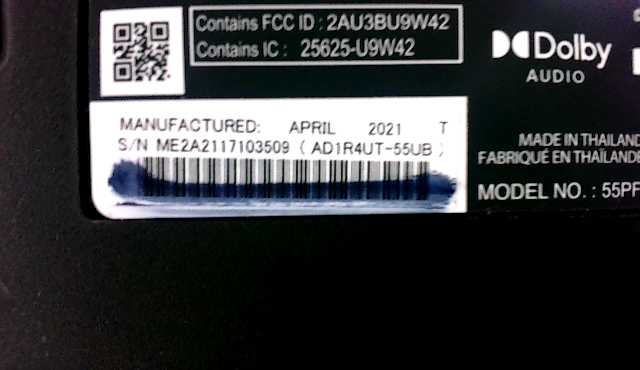 Contains FCC ID : 2AU3BU9W42
Contains IC : 25625-U9W42
Dolby
AUDIO
MANUFACTURED: APRIL 2021 T
S/N ME2A2117103509 ( AD1R4UT-55UB )
MADE IN THAILAND
FABRIQUÉ EN THAÏLANDE
MODEL NO. : 55PF